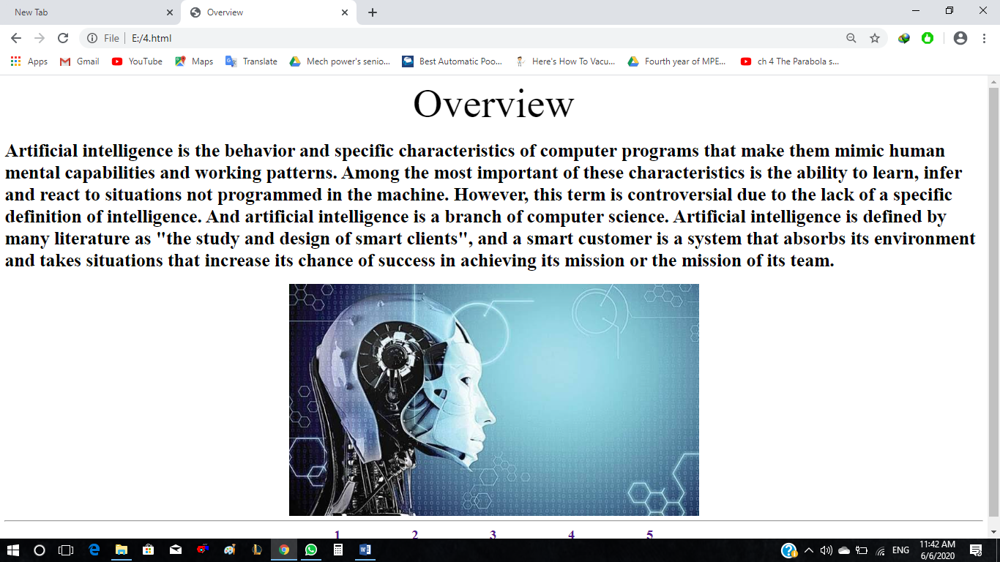 New Tab
Overview
File
E:/4.html
Apps
Gmail
YouTube
Maps
Translate
Mech power's senio...
Best Automatic Poo...
Here's How To Vacu...
Fourth year of MPE...
ch 4 The Parabola s...
Overview
Artificial intelligence is the behavior and specific characteristics of computer programs that make them mimic human
mental capabilities and working patterns. Among the most important of these characteristics is the ability to learn, infer
and react to situations not programmed in the machine. However, this term is controversial due to the lack of a specific
definition of intelligence. And artificial intelligence is a branch of computer science. Artificial intelligence is defined by
many literature as "the study and design of smart clients", and a smart customer is a system that absorbs its environment
and takes situations that increase its chance of success in achieving its mission or the mission of its team.
1 2 3 4 5
ENG
11:42 AM
6/6/2020